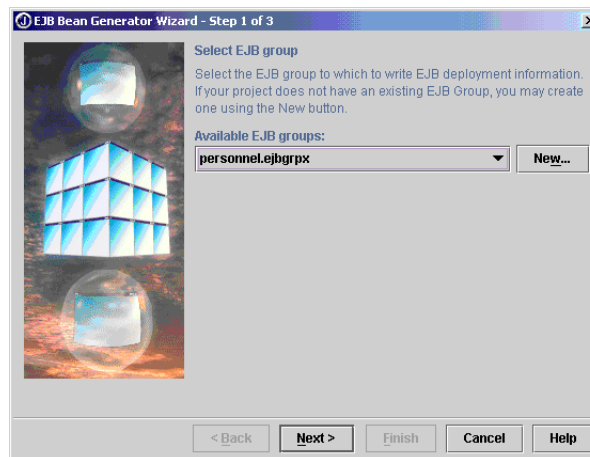 EJB Bean Generator Wizard - Step 1 of 3
Select EJB group
Select the EJB group to which to write EJB deployment information.
If your project does not have an existing EJB Group, you may create
one using the New button.
Available EJB groups:
personnel.ejbgrpx
New...
< Back
Next >
Finish
Cancel
Help